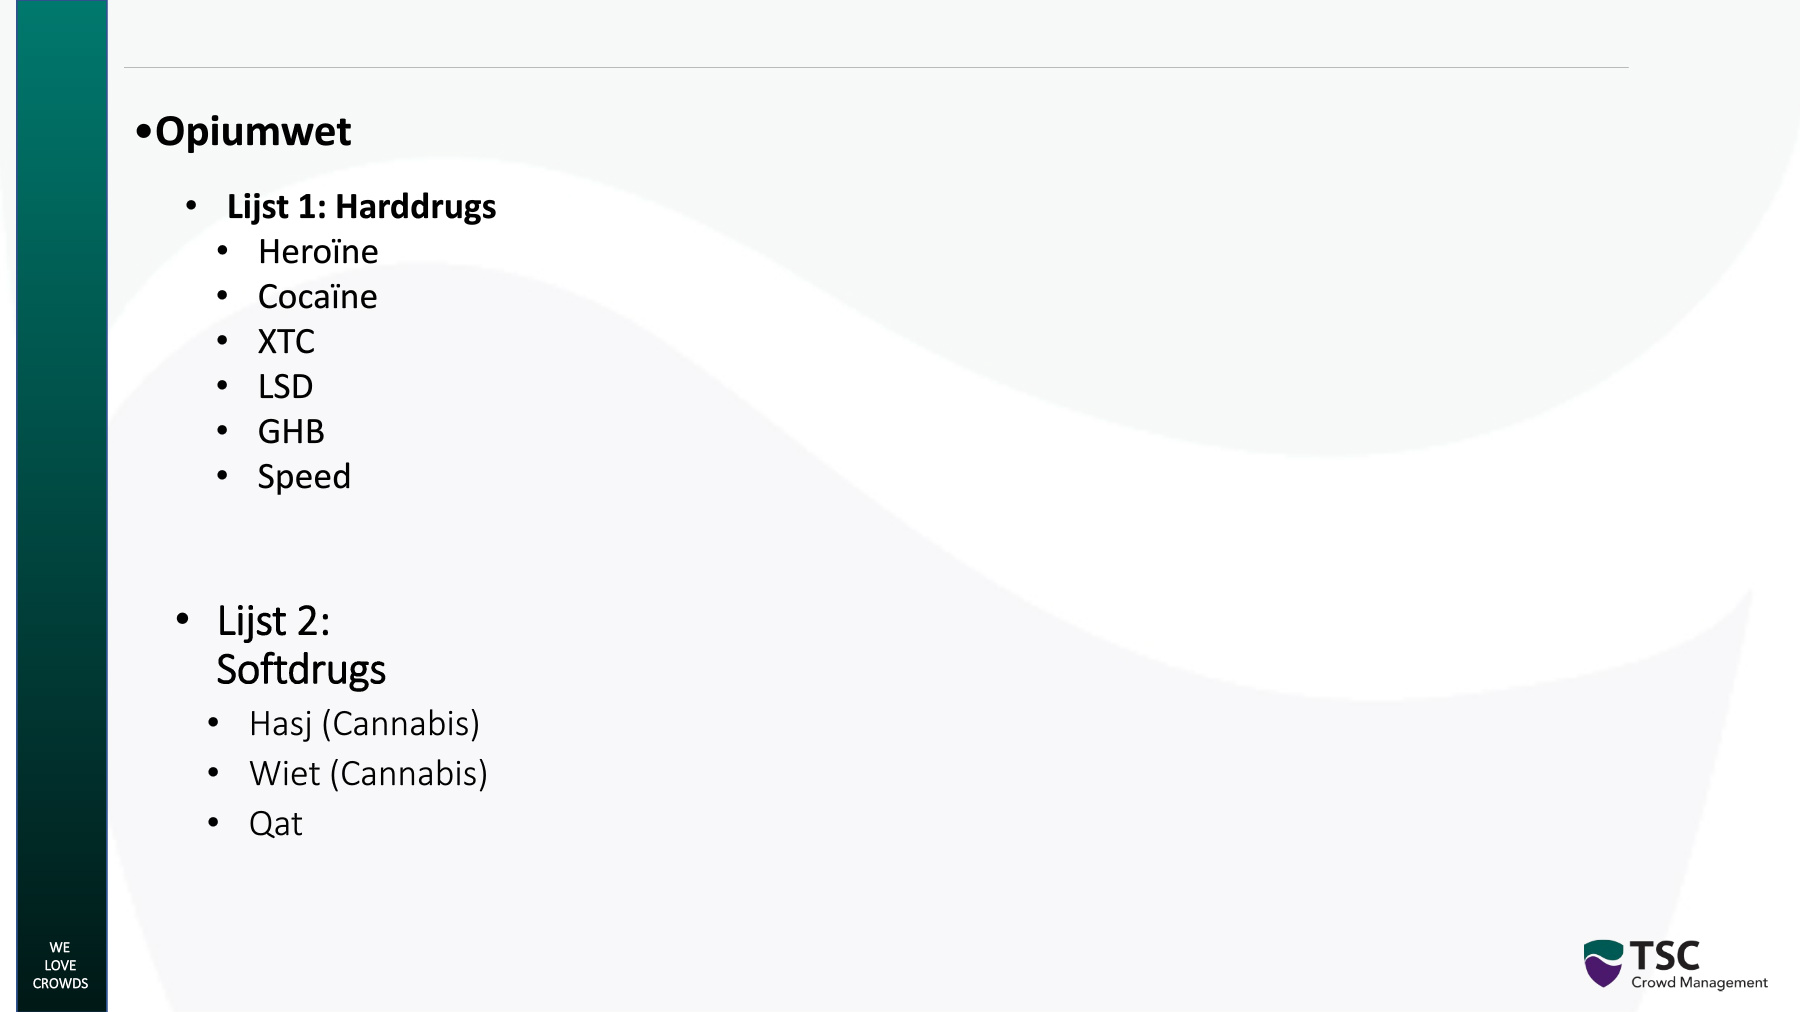 •Opiumwet
• Lijst 1: Harddrugs
• Heroïne
• Cocaïne
• XTC
• LSD
• GHB
• Speed
• Lijst 2:
Softdrugs
• Hasj (Cannabis)
• Wiet (Cannabis)
• Qat
WE
LOVE
CROWDS
TSC
Crowd Management